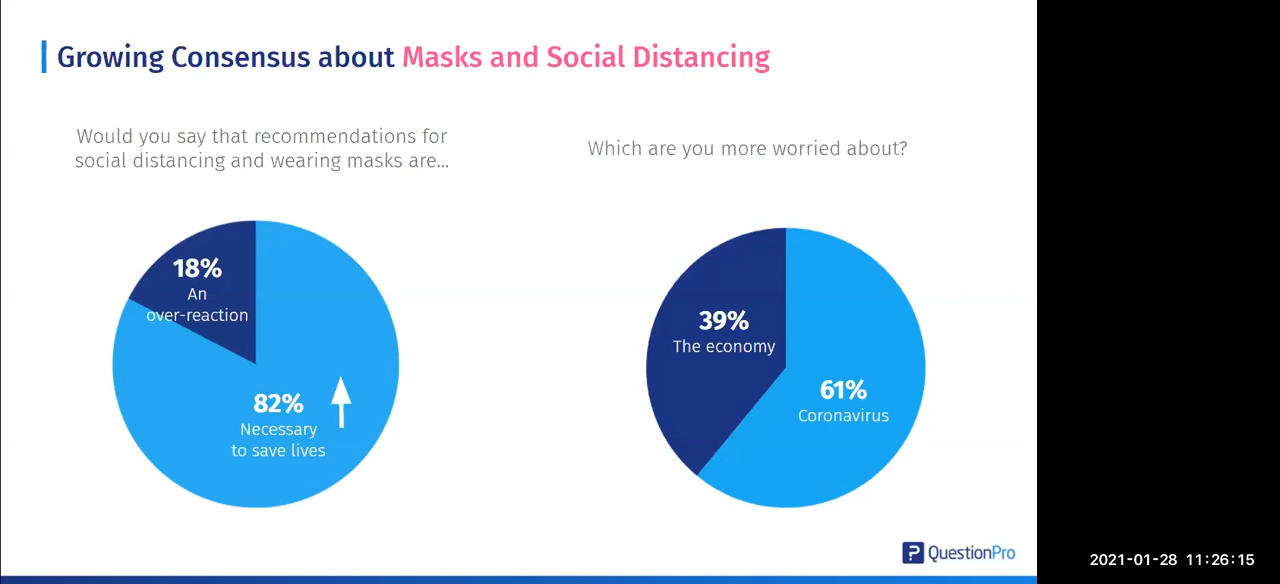 Growing Consensus about Masks and Social Distancing
Would you say that recommendations for
social distancing and wearing masks are...
18%
An
over-reaction
82%
Necessary
to save lives
Which are you more worried about?
39%
The economy
61%
Coronavirus
QuestionPro
2021-01-28 11:26:15